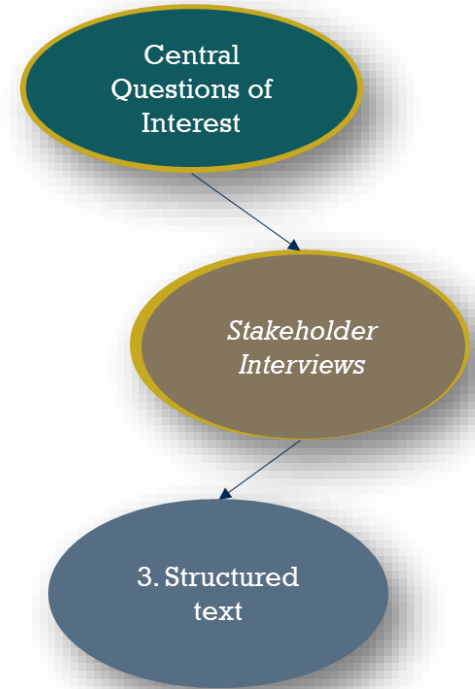 Central
Questions of
Interest
Stakeholder
Interviews
3. Structured
text